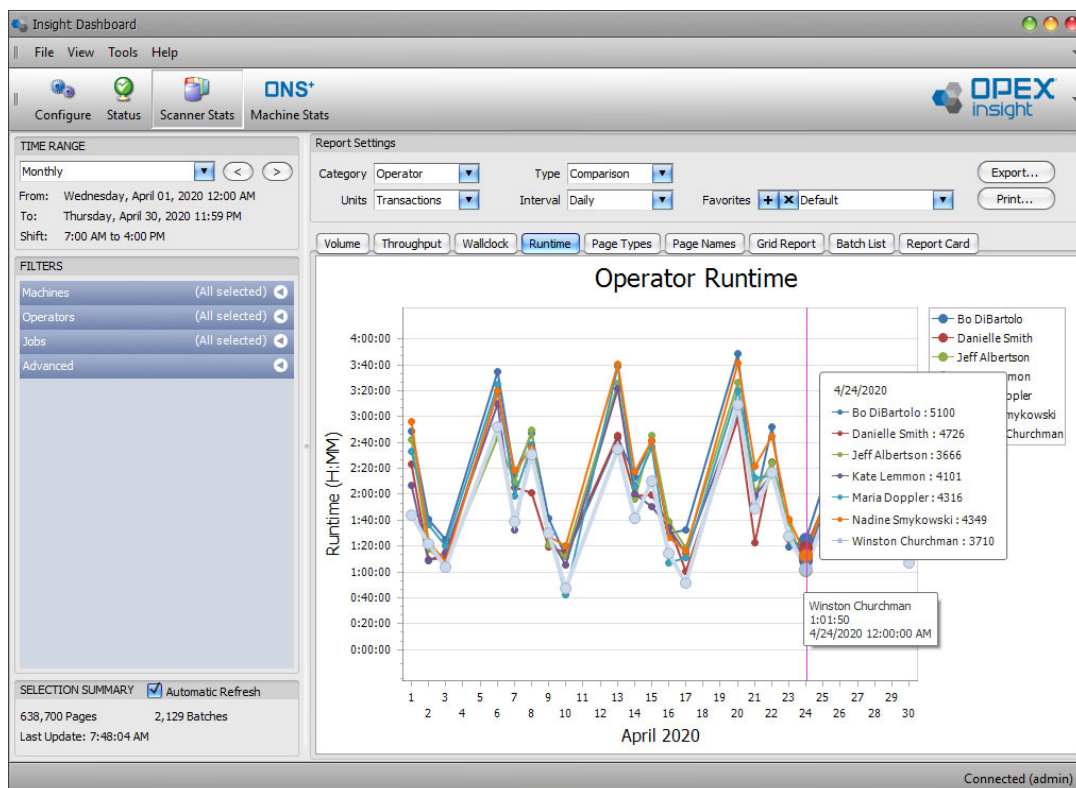 Insight Dashboard
File View Tools Help
Configure Status Scanner Stats ONS+ Machine Stats
OPEX insight
TIME RANGE
Monthly < >
From: Wednesday, April 01, 2020 12:00 AM
To: Thursday, April 30, 2020 11:59 PM
Shift: 7:00 AM to 4:00 PM
FILTERS
Machines (All selected)
Operators (All selected)
Jobs (All selected)
Advanced
SELECTION SUMMARY Automatic Refresh
638,700 Pages 2,129 Batches
Last Update: 7:48:04 AM
Report Settings
Category Operator Type Comparison Export...
Units Transactions Interval Daily Favorites + x Default Print...
Volume Throughput Wallclock Runtime Page Types Page Names Grid Report Batch List Report Card
Operator Runtime
Runtime (H:MM)
4:00:00
3:40:00
3:20:00
3:00:00
2:40:00
2:20:00
2:00:00
1:40:00
1:20:00
1:00:00
0:40:00
0:20:00
0:00:00
Bo DiBartolo
Danielle Smith
Jeff Albertson
mmon
ppler
mykowski
Churchman
4/24/2020
Bo DiBartolo : 5100
Danielle Smith : 4726
Jeff Albertson : 3666
Kate Lemmon : 4101
Maria Doppler : 4316
Nadine Smykowski : 4349
Winston Churchman : 3710
Winston Churchman
1:01:50
4/24/2020 12:00:00 AM
1 3 5 7 9 11 13 15 17 19 21 23 25 27 29
2 4 6 8 10 12 14 16 18 20 22 24 26 28 30
April 2020
Connected (admin)